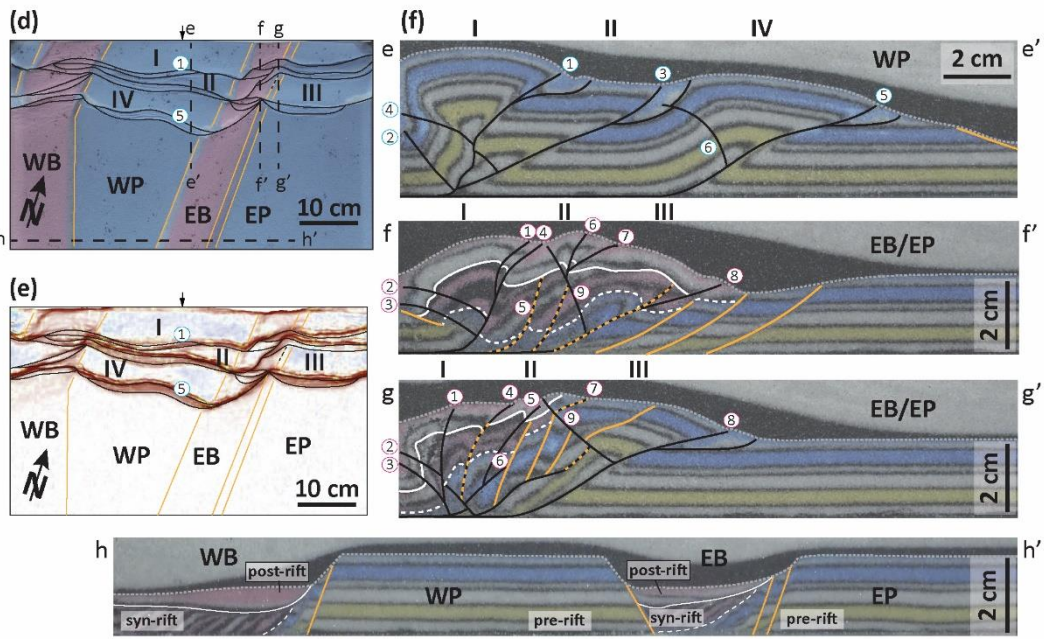 (d)
e
f
g
I
1
II
III
IV
5
WB
N
WP
e'
EB
f'
g'
EP
10 cm
h
h'
(e)
I
1
II
III
IV
5
WB
N
WP
EB
EP
10 cm
(f)
I
II
IV
e
e'
WP
2 cm
1
3
5
4
2
6
I
II
III
f
f'
EB/EP
1
4
6
7
2
3
5
9
8
2 cm
I
II
III
g
g'
EB/EP
1
4
5
7
9
8
2
3
6
2 cm
h
h'
WB
EB
post-rift
post-rift
WP
EP
syn-rift
pre-rift
syn-rift
pre-rift
2 cm